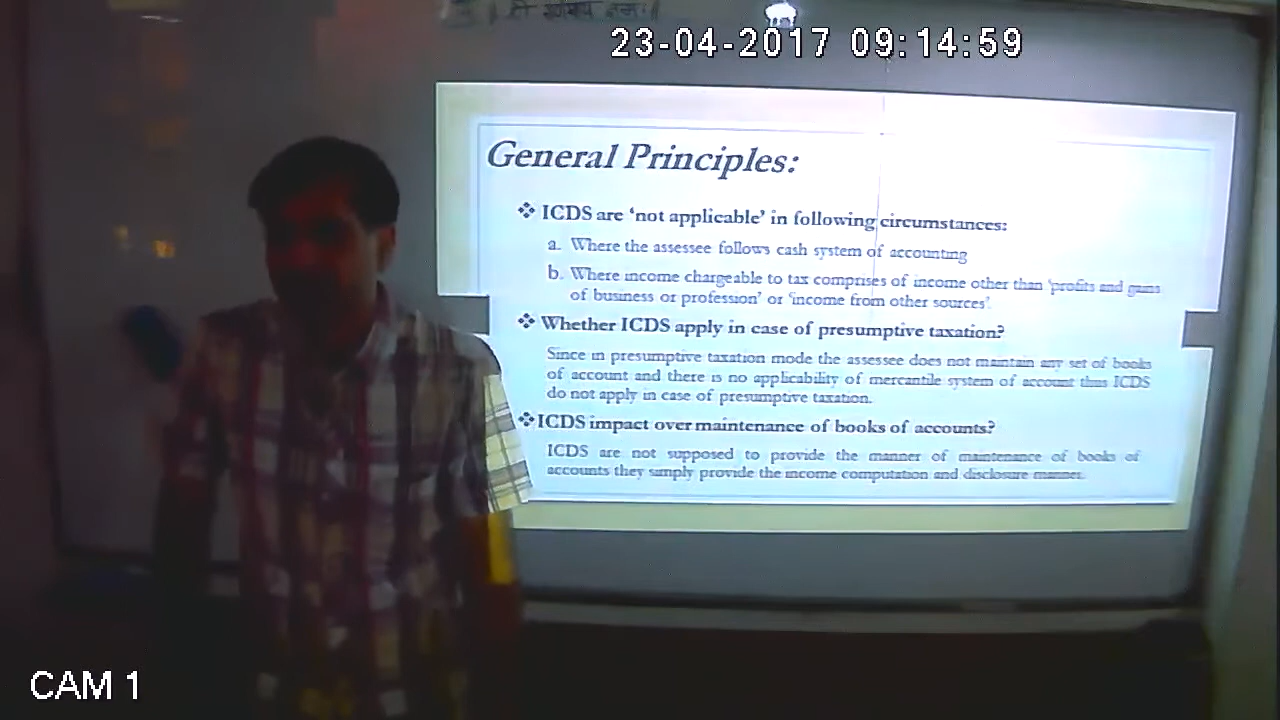 23-04-2017 09:14:59
General Principles:
❖ ICDS are ‘not applicable’ in following circumstances:
a. Where the assessee follows cash system of accounting
b. Where income chargeable to tax comprises of income other than ‘profits and gains
of business or profession’ or ‘income from other sources’.
❖ Whether ICDS apply in case of presumptive taxation?
Since in presumptive taxation mode the assessee does not maintain any set of books
of account and there is no applicability of mercantile system of account thus ICDS
do not apply in case of presumptive taxation.
❖ ICDS impact over maintenance of books of accounts?
ICDS are not supposed to provide the manner of maintenance of books of
accounts they simply provide the income computation and disclosure manner.
CAM 1